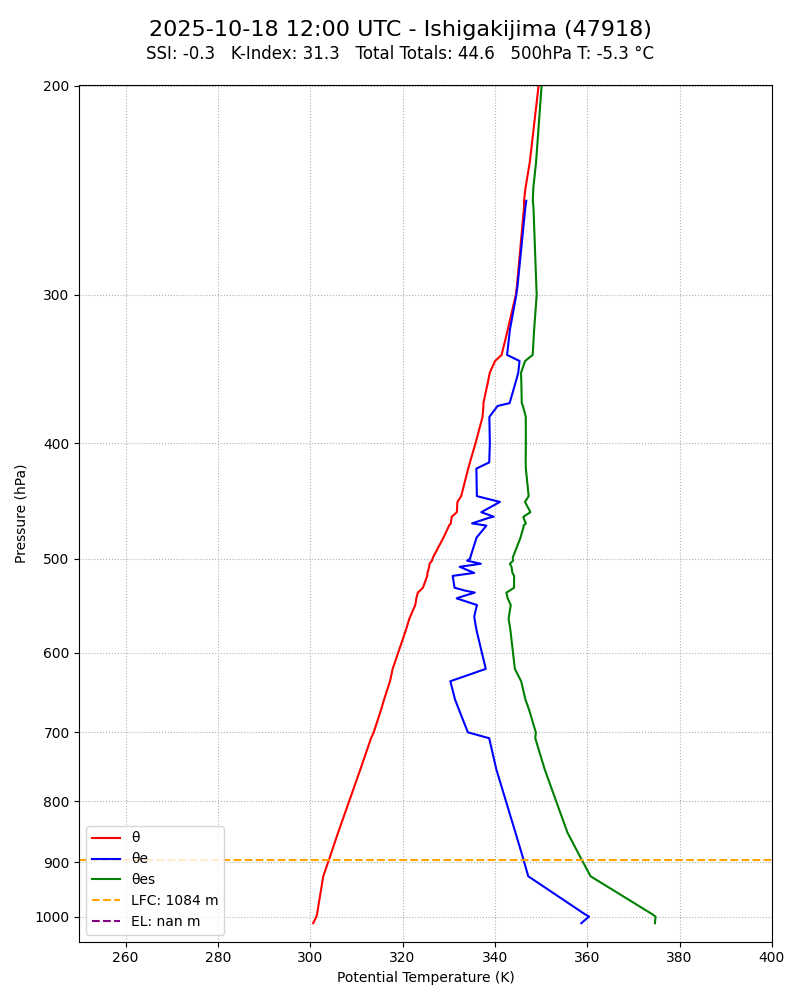 2025-10-18 12:00 UTC - Ishigakijima (47918)
SSI: -0.3   K-Index: 31.3   Total Totals: 44.6   500hPa T: -5.3 °C
200
300
400
500
600
700
800
900
1000
Pressure (hPa)
θ
θe
θes
LFC: 1084 m
EL: nan m
260 280 300 320 340 360 380 400
Potential Temperature (K)